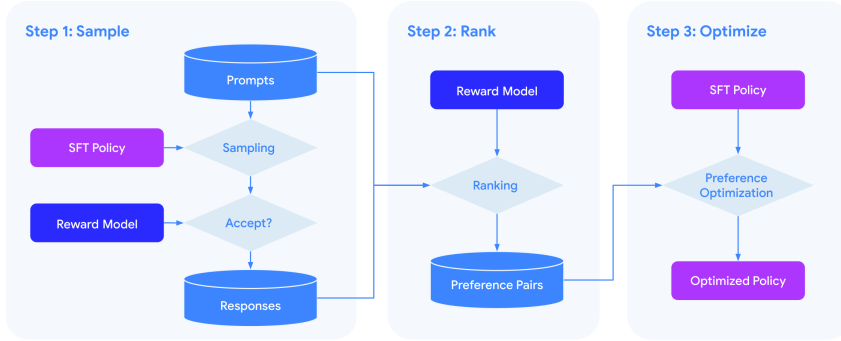 Step 1: Sample
Prompts
SFT Policy
Sampling
Reward Model
Accept?
Responses
Step 2: Rank
Reward Model
Ranking
Preference Pairs
Step 3: Optimize
SFT Policy
Preference
Optimization
Optimized Policy